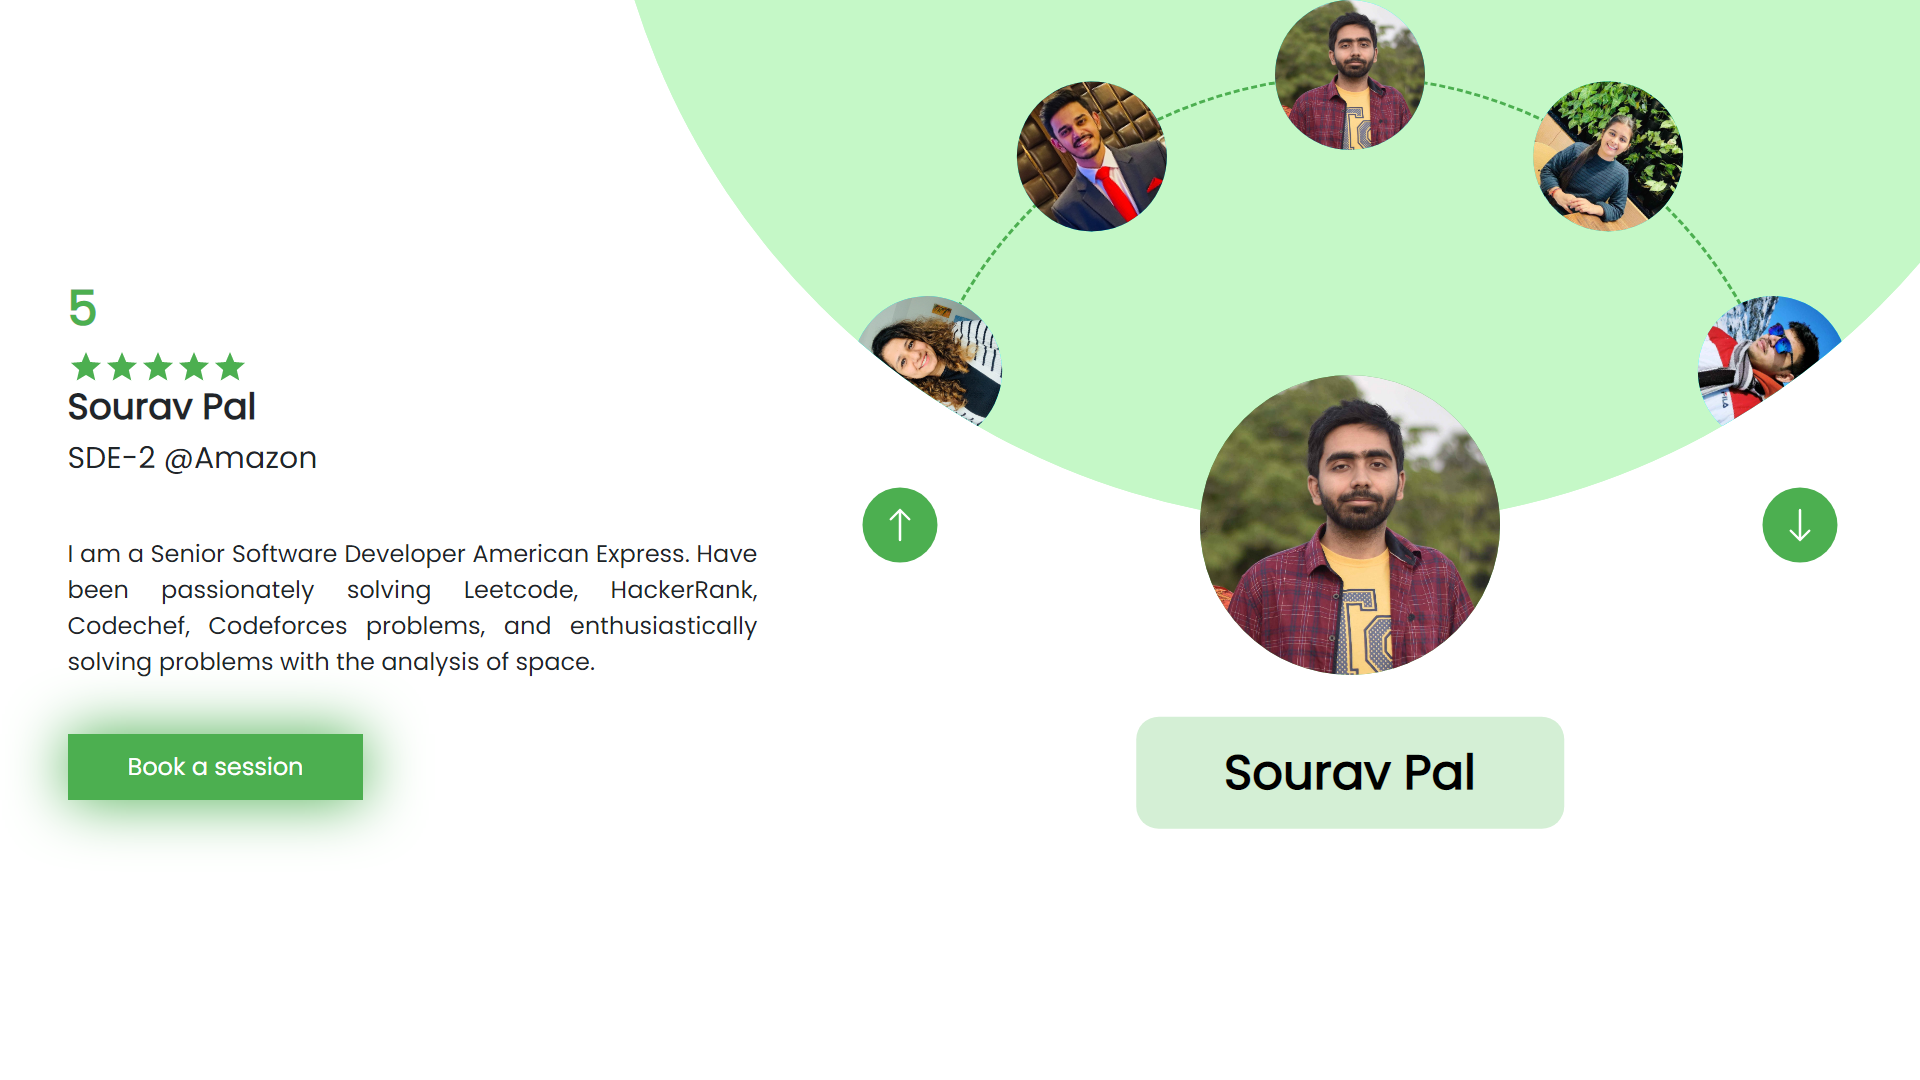 5
Sourav Pal
SDE-2 @Amazon
I am a Senior Software Developer American Express. Have
been passionately solving Leetcode, HackerRank,
Codechef, Codeforces problems, and enthusiastically
solving problems with the analysis of space.
Book a session
Sourav Pal